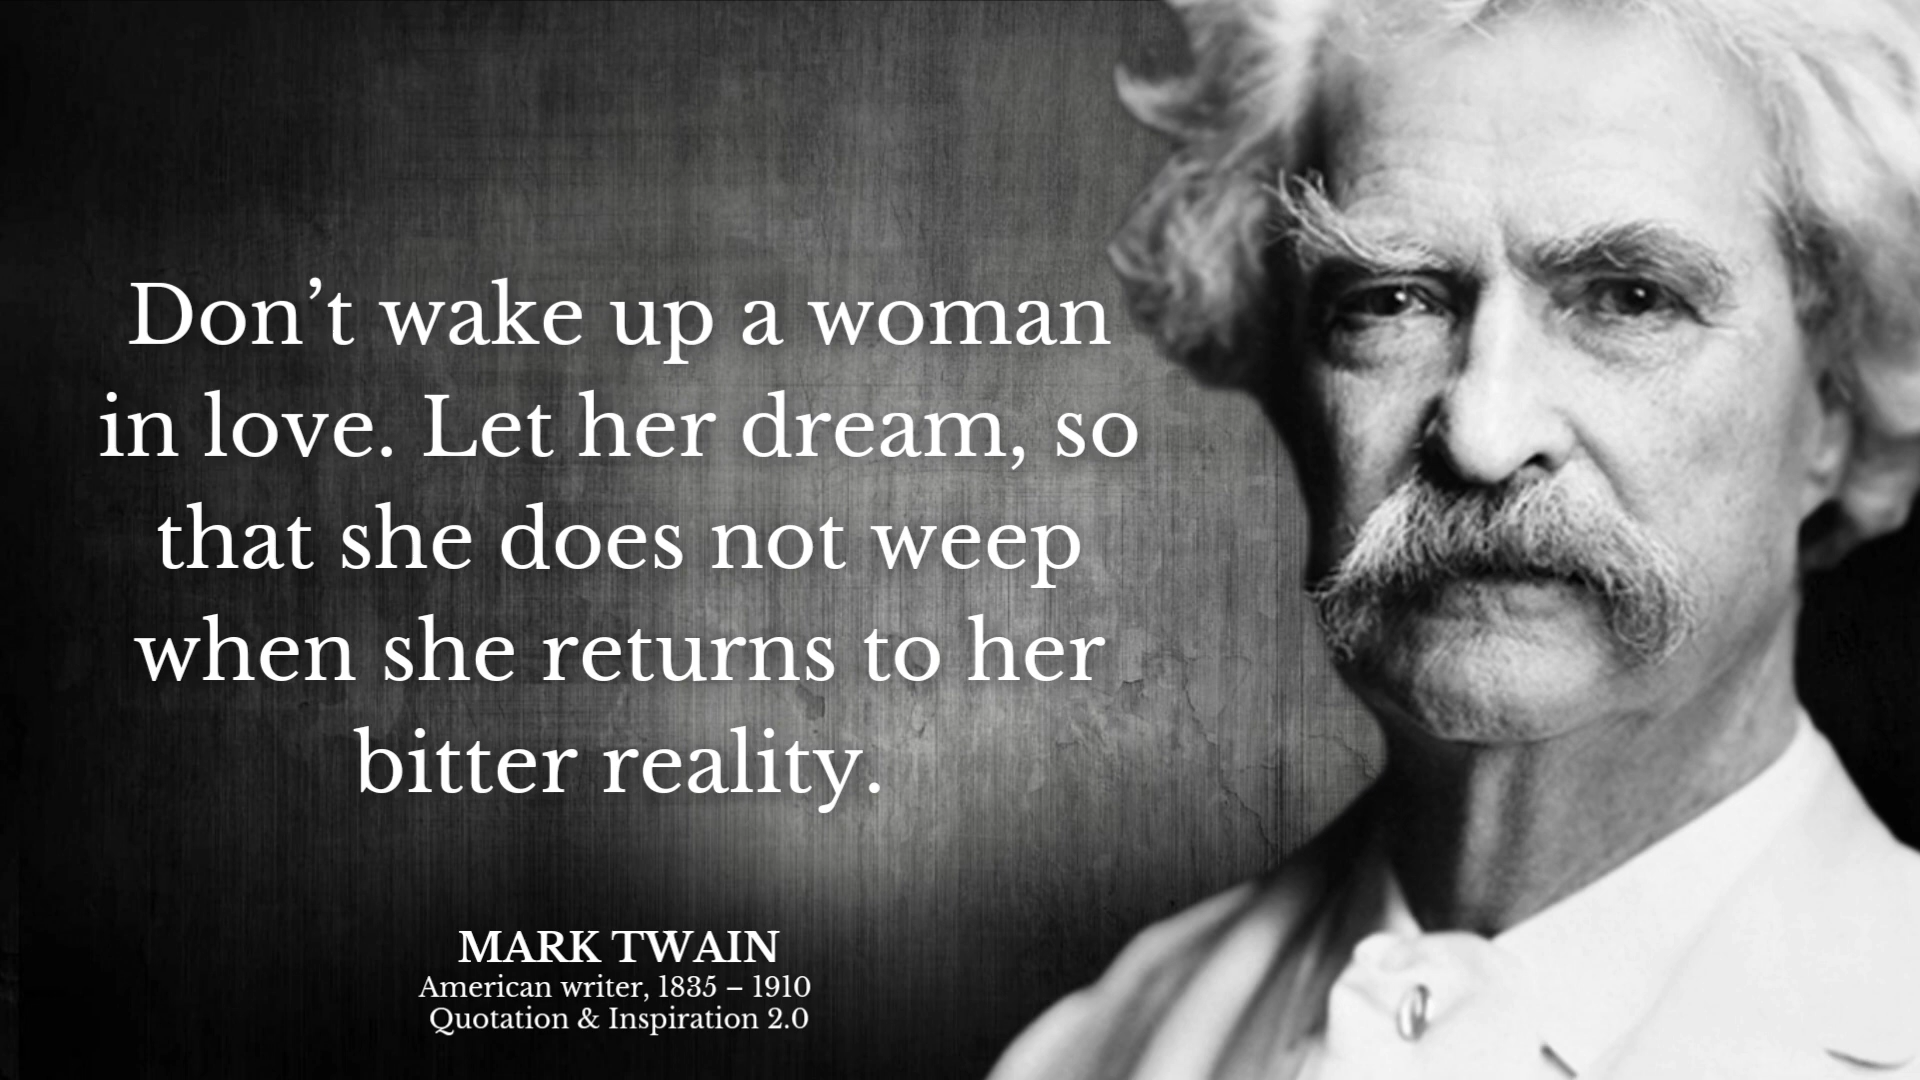 Don’t wake up a woman
in love. Let her dream, so
that she does not weep
when she returns to her
bitter reality.
MARK TWAIN
American writer, 1835 – 1910
Quotation & Inspiration 2.0